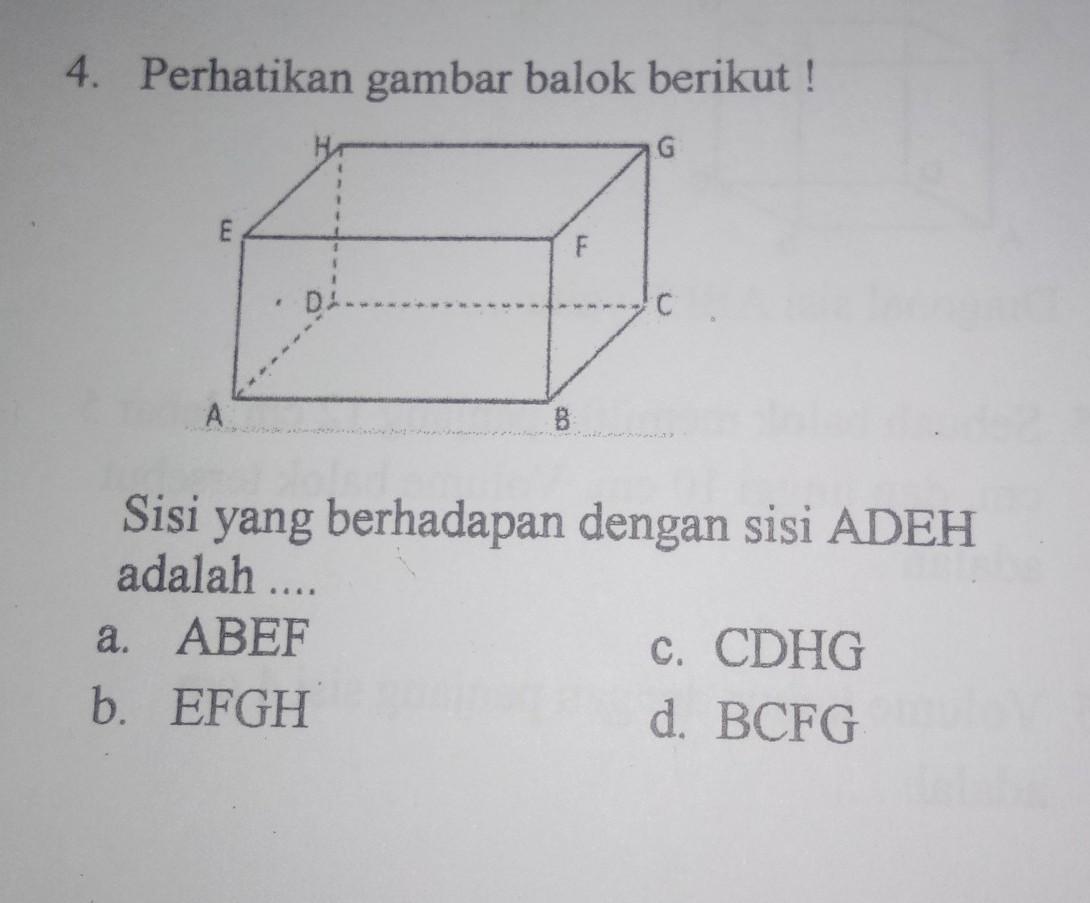 4. Perhatikan gambar balok berikut !
H
G
E
F
D
C
A
B
Sisi yang berhadapan dengan sisi ADEH
adalah ....
a. ABEF
c. CDHG
b. EFGH
d. BCFG